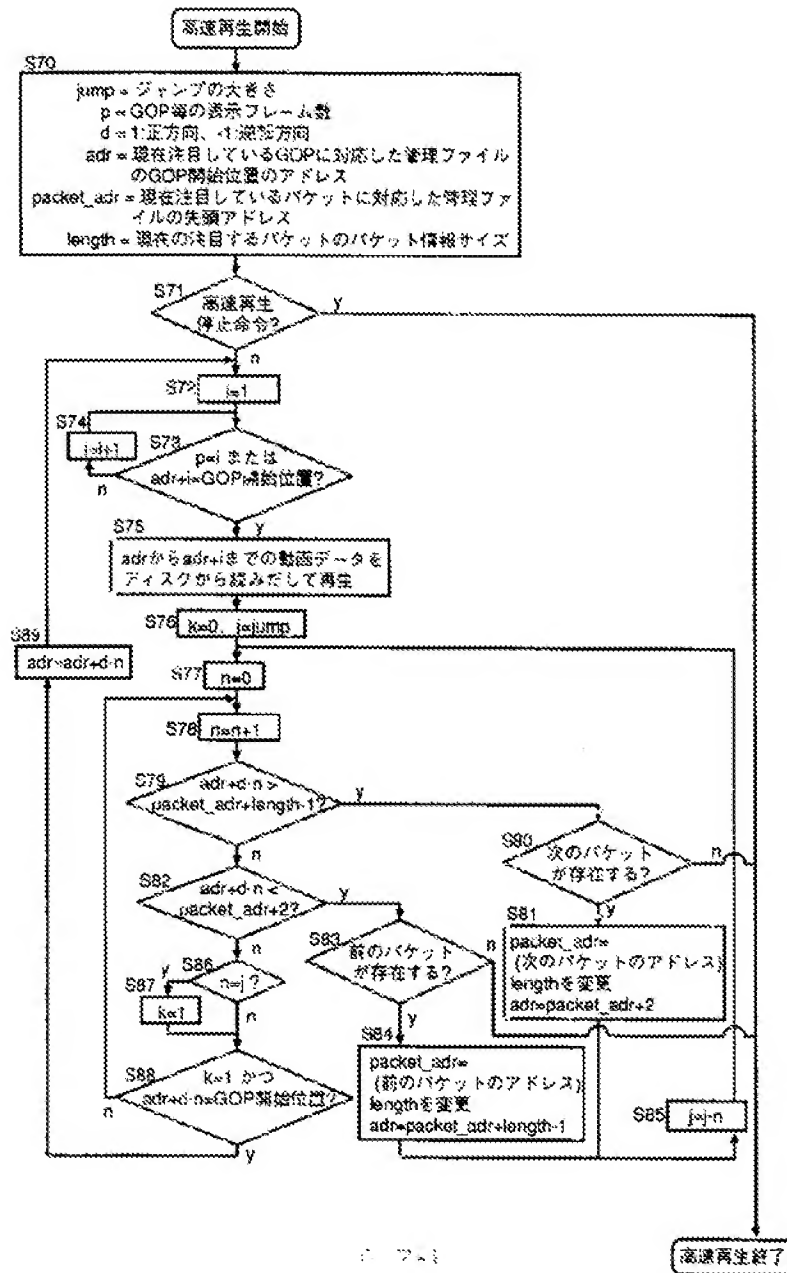 高速再生開始
S70
jump = ジャンプの大きさ
p = GOP毎の表示フレーム数
d = 1:正方向、-1:逆転方向
adr = 現在注目しているGOPに対応した管理ファイル
のGOP開始位置のアドレス
packet_adr = 現在注目しているパケットに対応した管理ファ
イルの先頭アドレス
length = 現在の注目するパケットのパケット情報サイズ
S71
高速再生
停止命令?
y
n
S72
i=1
S74
i=i+1
S73
p=i または
adr+i=GOP開始位置?
n
y
S75
adrからadr+iまでの動画データを
ディスクから読みだして再生
S76
k=0、j=jump
S89
adr=adr+d·n
S77
n=0
S78
n=n+1
S79
adr+d·n >
packet_adr+length-1?
y
n
S80
次のパケット
が存在する?
n
y
S82
adr+d·n <
packet_adr+2?
y
n
S81
packet_adr=
(次のパケットのアドレス)
lengthを変更
adr=packet_adr+2
S83
前のパケット
が存在する?
n
y
S86
n=j ?
y
n
S87
k=1
S84
packet_adr=
(前のパケットのアドレス)
lengthを変更
adr=packet_adr+length-1
S88
k=1 かつ
adr+d·n=GOP開始位置?
n
y
S85
j=j-n
高速再生終了